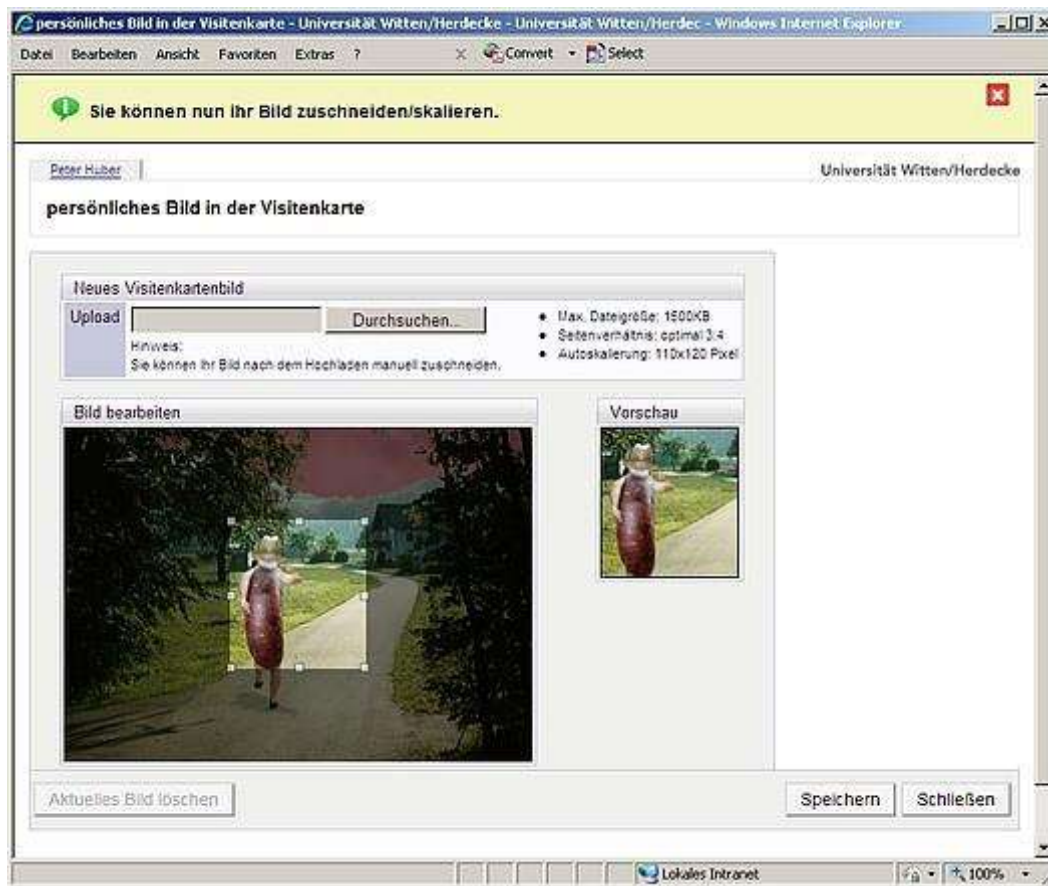 persönliches Bild in der Visitenkarte - Universität Witten/Herdecke - Universität Witten/Herdec - Windows Internet Explorer
Datei Bearbeiten Ansicht Favoriten Extras ? x Convert Select
Sie können nun ihr Bild zuschneiden/skalieren.
Peter Huber
Universität Witten/Herdecke
persönliches Bild in der Visitenkarte
Neues Visitenkartenbild
Upload Durchsuchen...
Hinweis:
Sie können Ihr Bild nach dem Hochladen manuell zuschneiden.
Max. Dateigröße: 1500KB
Seitenverhältnis: optimal 3:4
Autoskalierung: 110x120 Pixel
Bild bearbeiten
Vorschau
Aktuelles Bild löschen
Speichern Schließen
Lokales Intranet 100%